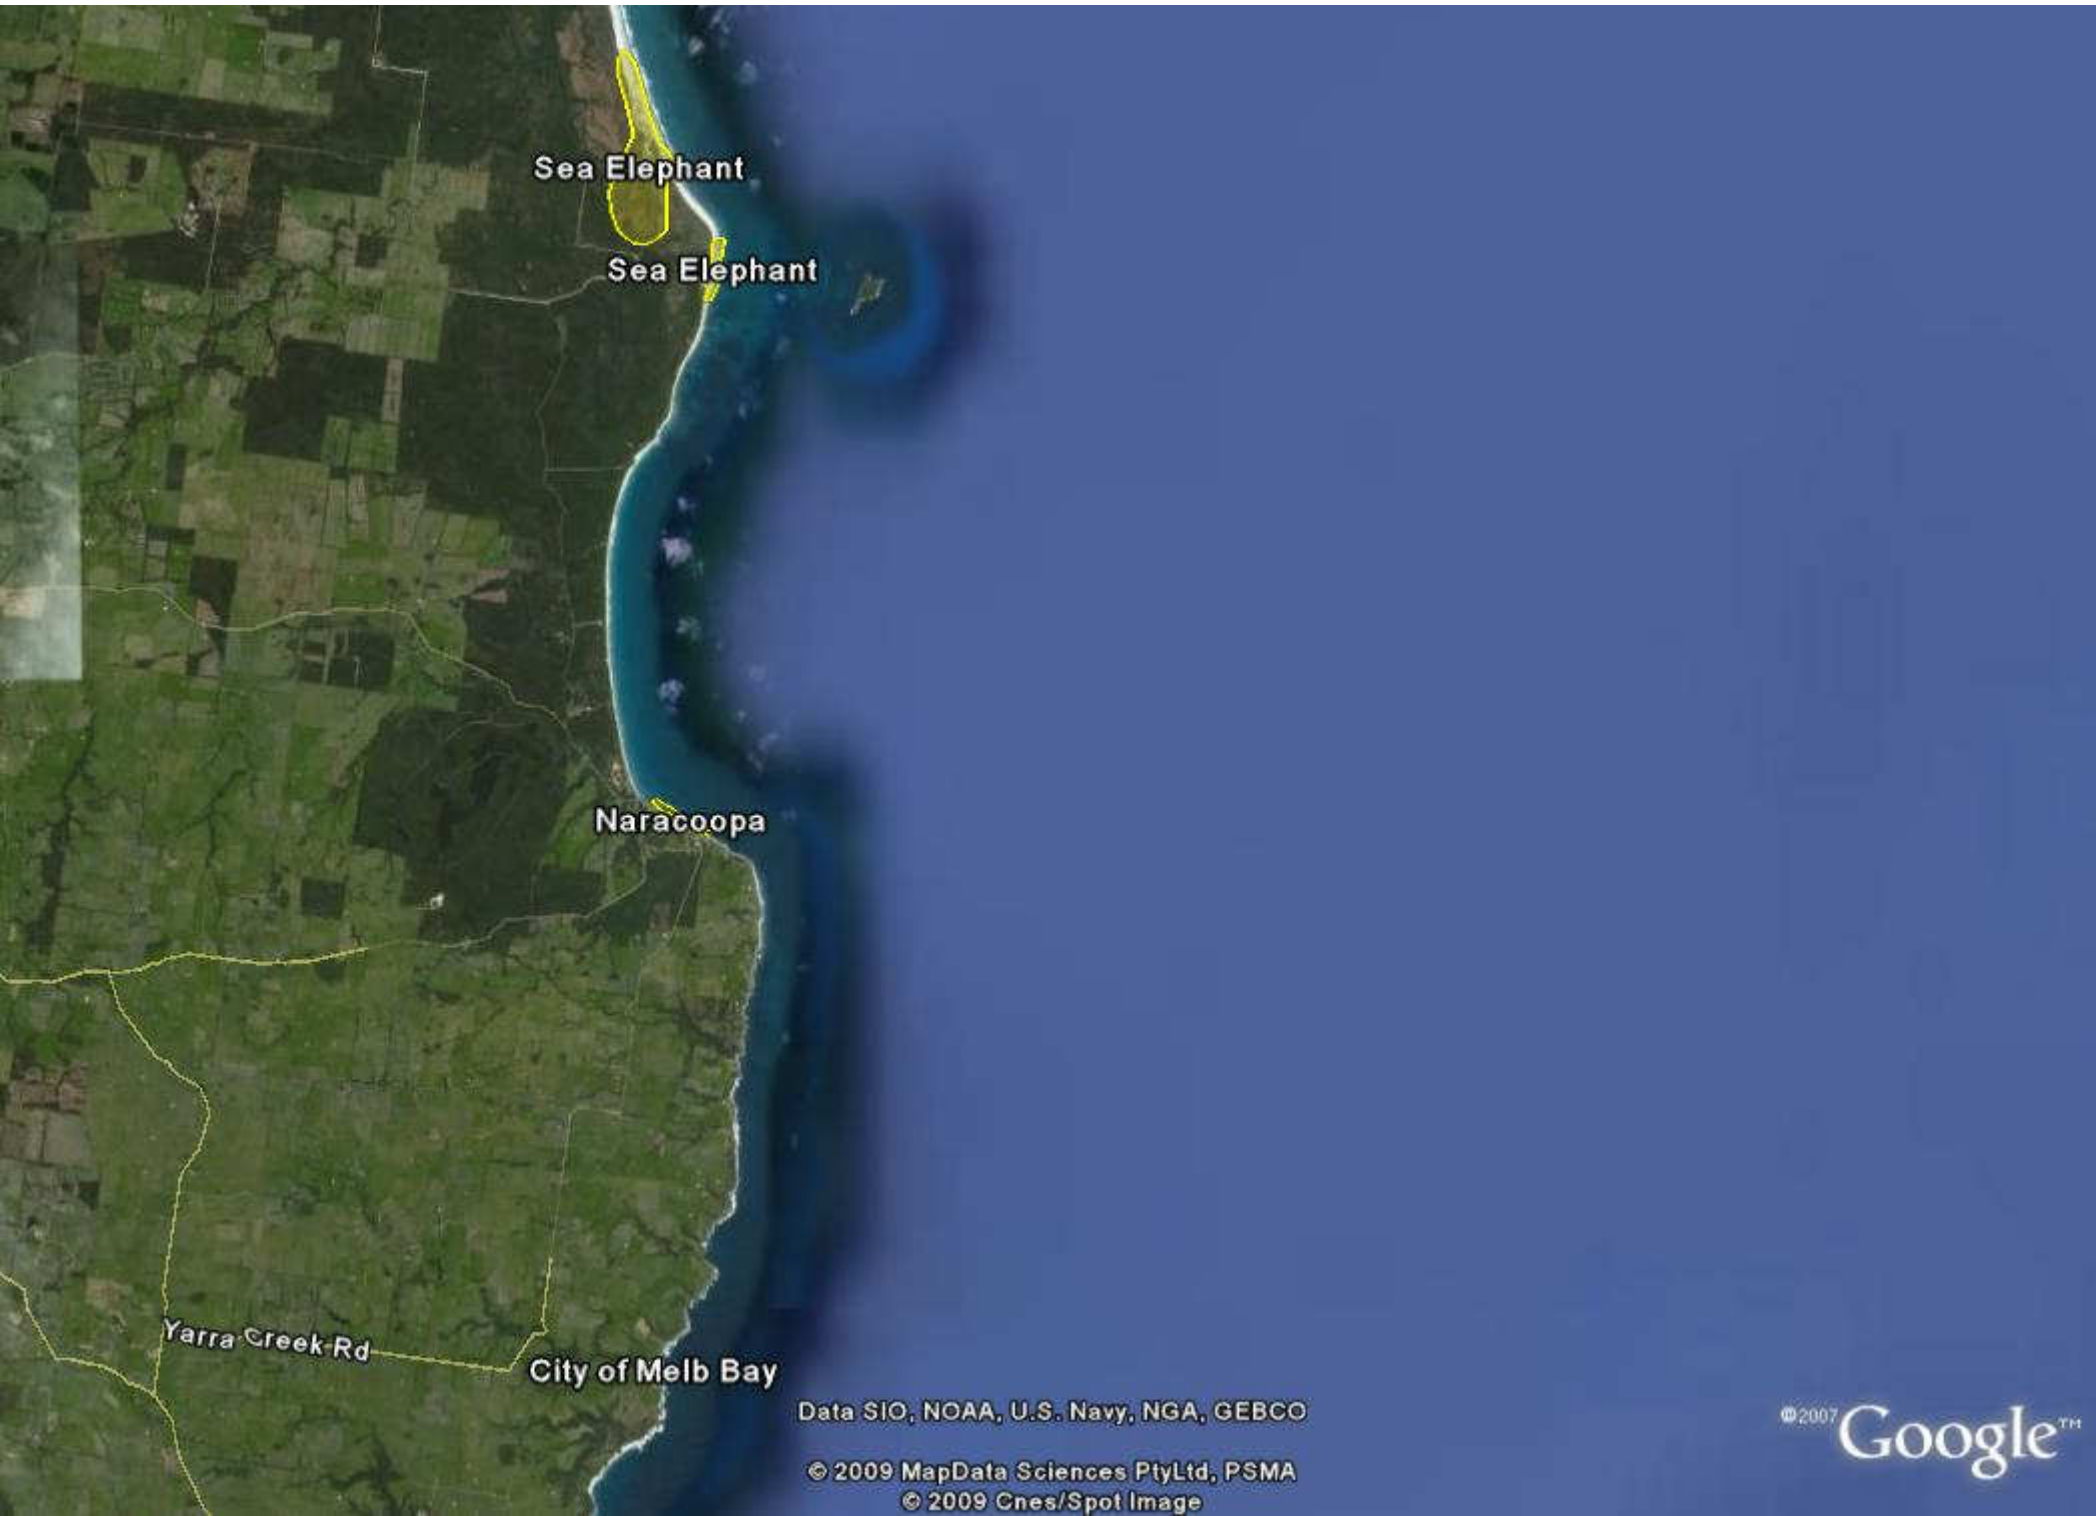 Sea Elephant
Sea Elephant
Naracoopa
Yarra Creek Rd
City of Melb Bay
Data SIO, NOAA, U.S. Navy, NGA, GEBCO
© 2009 MapData Sciences PtyLtd, PSMA
© 2009 Cnes/Spot Image
©2007 Google™